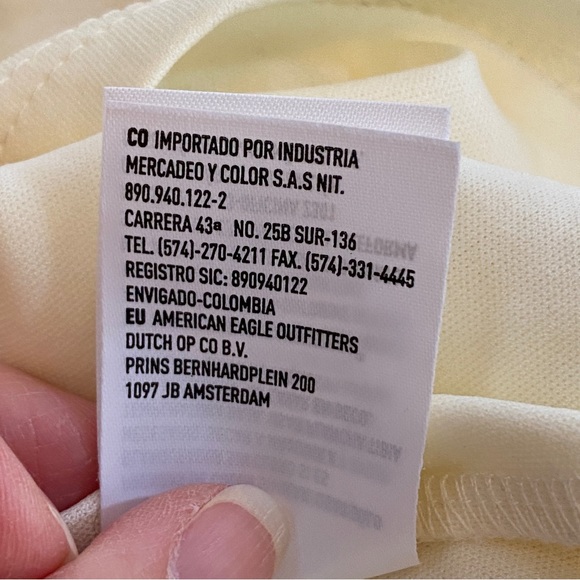 CO IMPORTADO POR INDUSTRIA
MERCADEO Y COLOR S.A.S NIT.
890.940.122-2
CARRERA 43ª NO. 25B SUR-136
TEL. (574)-270-4211 FAX. (574)-331-4445
REGISTRO SIC: 890940122
ENVIGADO-COLOMBIA
EU AMERICAN EAGLE OUTFITTERS
DUTCH OP CO B.V.
PRINS BERNHARDPLEIN 200
1097 JB AMSTERDAM